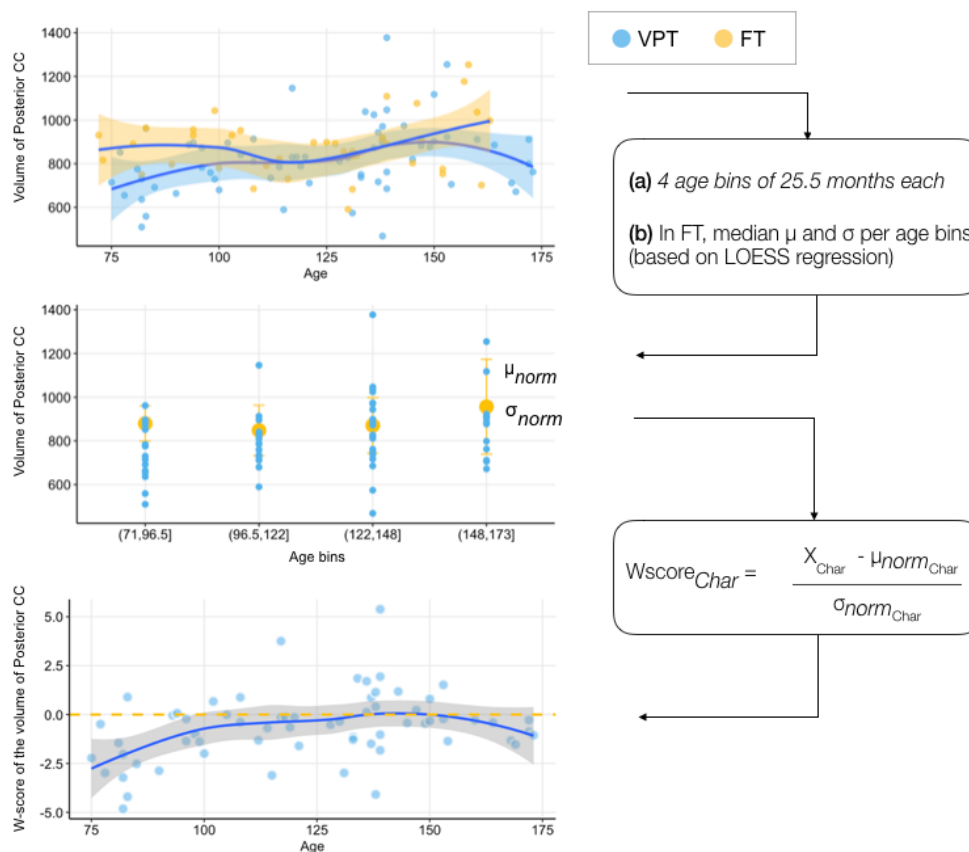 VPT FT
Volume of Posterior CC
1400
1200
1000
800
600
75 100 125 150 175
Age
(a) 4 age bins of 25.5 months each
(b) In FT, median μ and σ per age bins
(based on LOESS regression)
Volume of Posterior CC
1400
1200
1000
800
600
μnorm
σnorm
(71,96.5] (96.5,122] (122,148] (148,173]
Age bins
WscoreChar = XChar - μnormChar
σnormChar
W-score of the volume of Posterior CC
5.0
2.5
0.0
-2.5
-5.0
75 100 125 150 175
Age